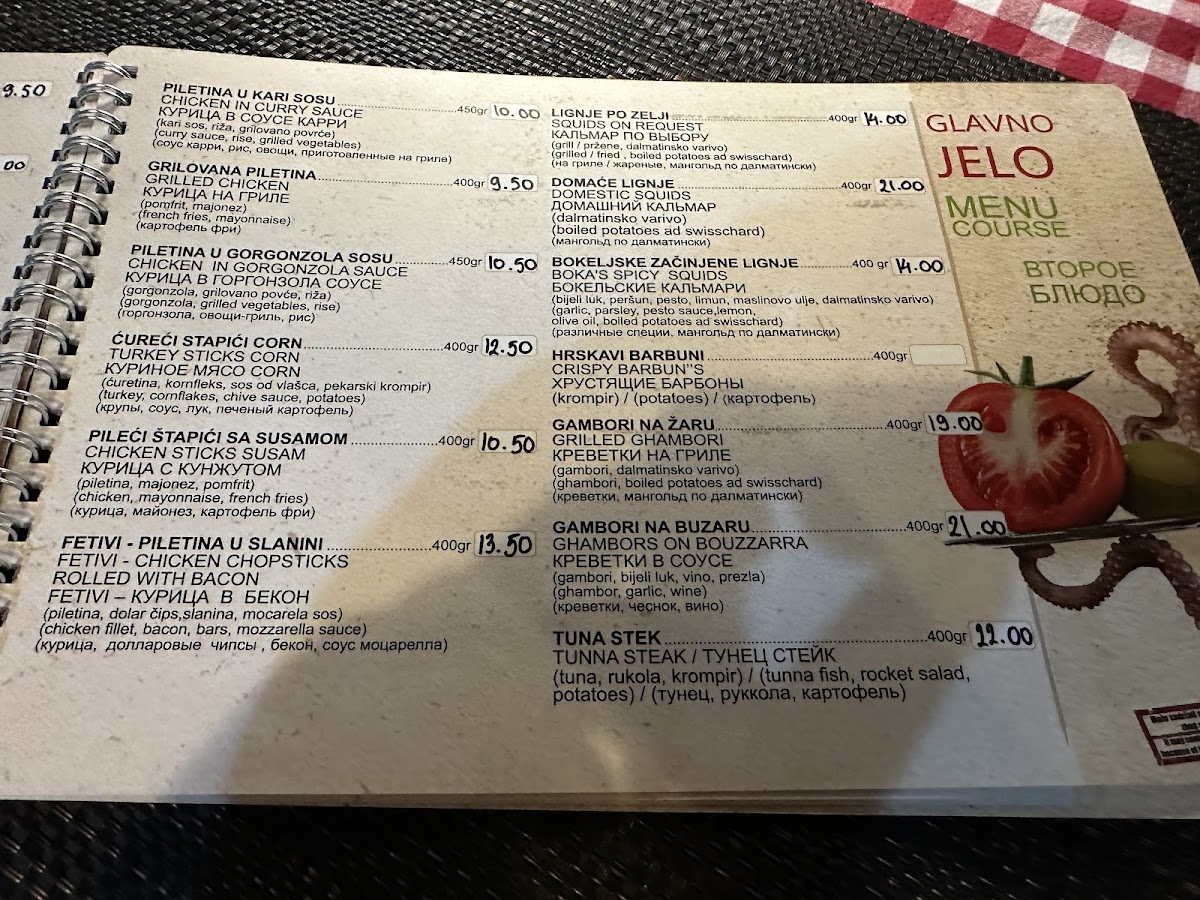 9.50
00
PILETINA U KARI SOSU........450gr 10.00
CHICKEN IN CURRY SAUCE
КУРИЦА В СОУСЕ КАРРИ
(kari sos, riža, grilovano povrće)
(curry sauce, rise, grilled vegetables)
(соус карри, рис, овощи, приготовленные на гриле)
GRILOVANA PILETINA........400gr 9.50
GRILLED CHICKEN
КУРИЦА НА ГРИЛЕ
(pomfrit, majonez)
(french fries, mayonnaise)
(картофель фри)
PILETINA U GORGONZOLA SOSU........450gr 10.50
CHICKEN IN GORGONZOLA SAUCE
КУРИЦА В ГОРГОНЗОЛА СОУСЕ
(gorgonzola, grilovano povće, riža)
(gorgonzola, grilled vegetables, rise)
(горгонзола, овощи-гриль, рис)
ĆUREĆI STAPIĆI CORN........400gr 12.50
TURKEY STICKS CORN
КУРИНОЕ МЯСО CORN
(ćuretina, kornfleks, sos od vlašca, pekarski krompir)
(turkey, cornflakes, chive sauce, potatoes)
(крупы, соус, лук, печеный картофель)
PILEĆI ŠTAPIĆI SA SUSAMOM........400gr 10.50
CHICKEN STICKS SUSAM
КУРИЦА С КУНЖУТОМ
(piletina, majonez, pomfrit)
(chicken, mayonnaise, french fries)
(курица, майонез, картофель фри)
FETIVI - PILETINA U SLANINI........400gr 13.50
FETIVI - CHICKEN CHOPSTICKS
ROLLED WITH BACON
FETIVI – КУРИЦА В БЕКОН
(piletina, dolar čips,slanina, mocarela sos)
(chicken fillet, bacon, bars, mozzarella sauce)
(курица, долларовые чипсы , бекон, соус моцарелла)
LIGNJE PO ZELJI........400gr 14.00
SQUIDS ON REQUEST
КАЛЬМАР ПО ВЫБОРУ
(grill / pržene, dalmatinsko varivo)
(grilled / fried , boiled potatoes ad swisschard)
(на гриле / жареные, мангольд по далматински)
DOMAĆE LIGNJE........400gr 21.00
DOMESTIC SQUIDS
ДОМАШНИЙ КАЛЬМАР
(dalmatinsko varivo)
(boiled potatoes ad swisschard)
(мангольд по далматински)
BOKELJSKE ZAČINJENE LIGNJE........400 gr 14.00
BOKA'S SPICY SQUIDS
БОКЕЛЬСКИЕ КАЛЬМАРИ
(bijeli luk, peršun, pesto, limun, maslinovo ulje, dalmatinsko varivo)
(garlic, parsley, pesto sauce,lemon,
olive oil, boiled potatoes ad swisschard)
(различные специи, мангольд по далматински)
HRSKAVI BARBUNI........400gr
CRISPY BARBUN"S
ХРУСТЯЩИЕ БАРБОНЫ
(krompir) / (potatoes) / (картофель)
GAMBORI NA ŽARU........400gr 19.00
GRILLED GHAMBORI
КРЕВЕТКИ НА ГРИЛЕ
(gambori, dalmatinsko varivo)
(ghambori, boiled potatoes ad swisschard)
(креветки, мангольд по далматински)
GAMBORI NA BUZARU........400gr 21.00
GHAMBORS ON BOUZZARRA
КРЕВЕТКИ В СОУСЕ
(gambori, bijeli luk, vino, prezla)
(ghambor, garlic, wine)
(креветки, чеснок, вино)
TUNA STEK........400gr 22.00
TUNNA STEAK / ТУНЕЦ СТЕЙК
(tuna, rukola, krompir) / (tunna fish, rocket salad,
potatoes) / (тунец, руккола, картофель)
GLAVNO
JELO
MENU
COURSE
ВТОРОЕ
БЛЮДО